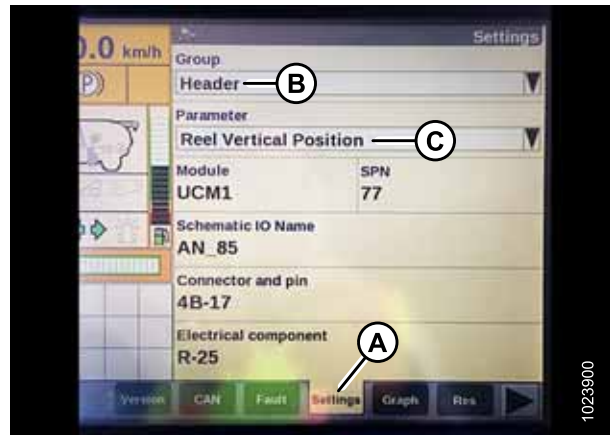 0.0 km/h
Settings
(P)
Group
Header
B
Parameter
Reel Vertical Position
C
Module SPN
UCM1 77
Schematic IO Name
AN_85
Connector and pin
4B-17
Electrical component
R-25
A
Version CAN Fault Settings Graph Res
1023900